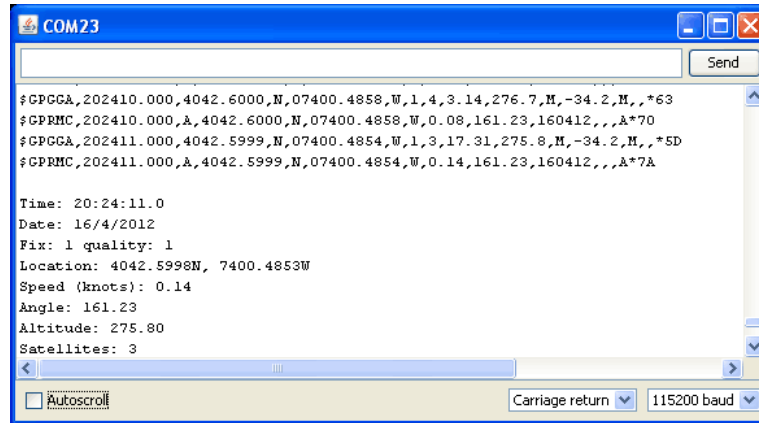 COM23
Send
$GPGGA,202410.000,4042.6000,N,07400.4858,W,1,4,3.14,276.7,M,-34.2,M,,*63
$GPRMC,202410.000,A,4042.6000,N,07400.4858,W,0.08,161.23,160412,,,A*70
$GPGGA,202411.000,4042.5999,N,07400.4854,W,1,3,17.31,275.8,M,-34.2,M,,*5D
$GPRMC,202411.000,A,4042.5999,N,07400.4854,W,0.14,161.23,160412,,,A*7A
Time: 20:24:11.0
Date: 16/4/2012
Fix: 1 quality: 1
Location: 4042.5998N, 7400.4853W
Speed (knots): 0.14
Angle: 161.23
Altitude: 275.80
Satellites: 3
Autoscroll Carriage return 115200 baud